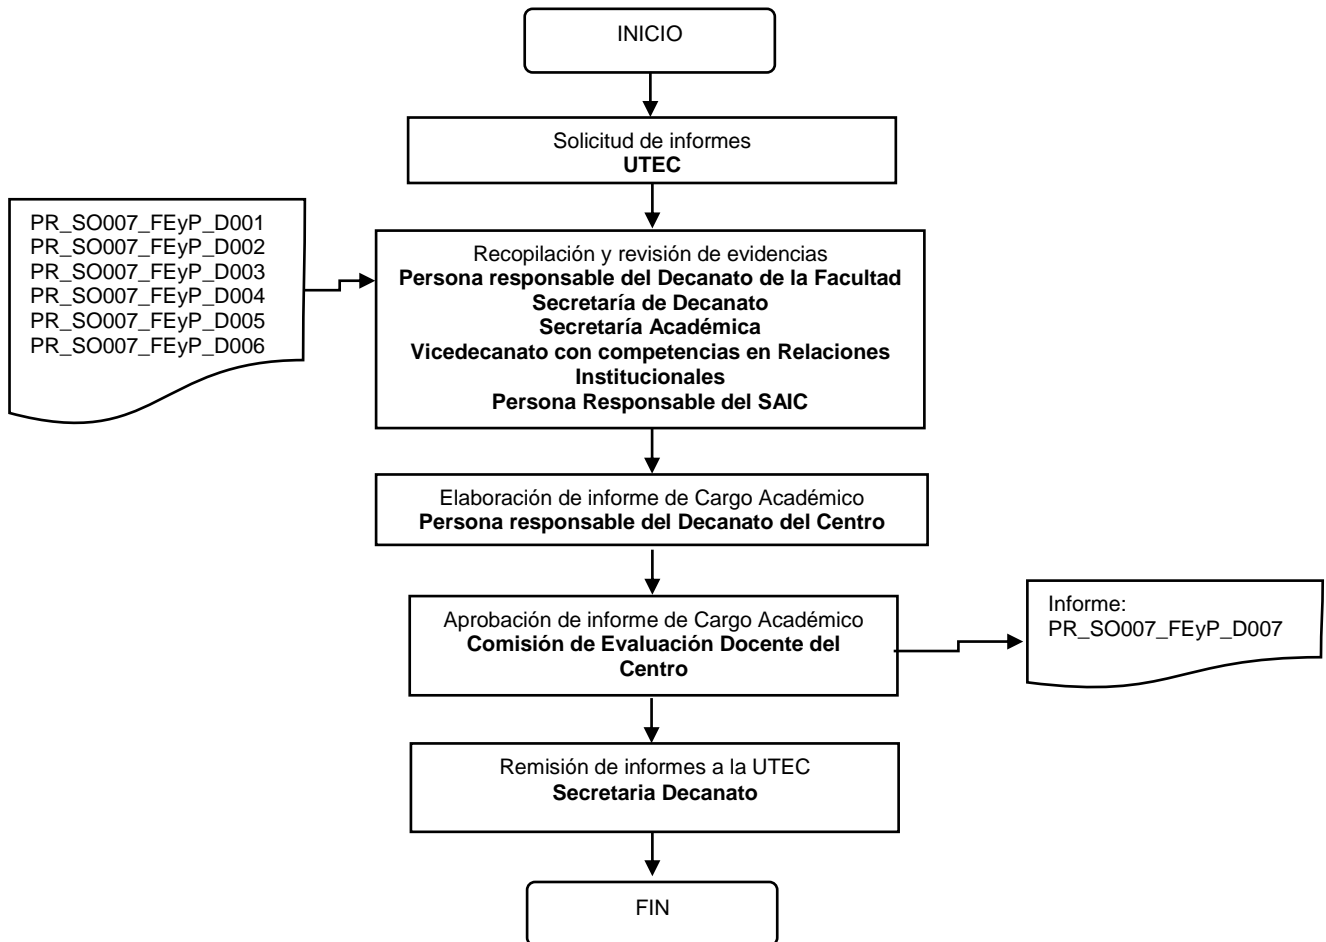 INICIO
Solicitud de informes
UTEC
PR_SO007_FEyP_D001
PR_SO007_FEyP_D002
PR_SO007_FEyP_D003
PR_SO007_FEyP_D004
PR_SO007_FEyP_D005
PR_SO007_FEyP_D006
Recopilación y revisión de evidencias
Persona responsable del Decanato de la Facultad
Secretaría de Decanato
Secretaría Académica
Vicedecanato con competencias en Relaciones
Institucionales
Persona Responsable del SAIC
Elaboración de informe de Cargo Académico
Persona responsable del Decanato del Centro
Aprobación de informe de Cargo Académico
Comisión de Evaluación Docente del
Centro
Informe:
PR_SO007_FEyP_D007
Remisión de informes a la UTEC
Secretaria Decanato
FIN